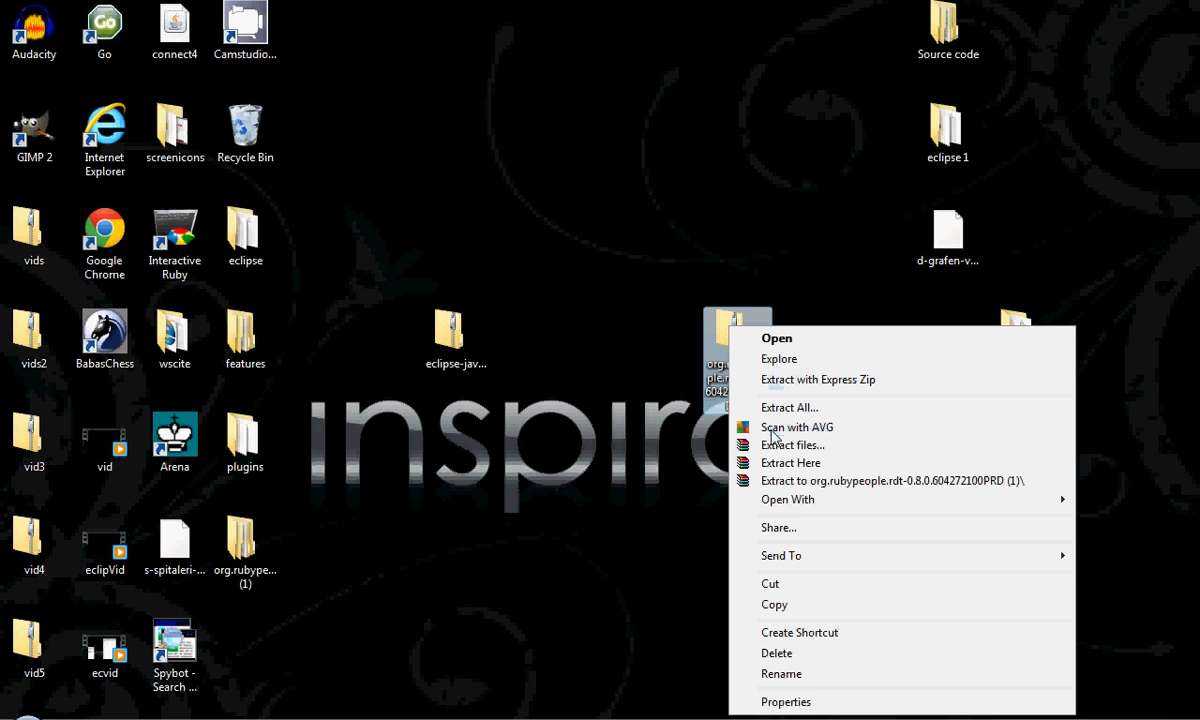 Audacity
Go
connect4
Camstudio...
Source code
GIMP 2
Internet
Explorer
screenicons
Recycle Bin
eclipse 1
vids
Google
Chrome
Interactive
Ruby
eclipse
d-grafen-v...
vids2
BabasChess
wscite
features
eclipse-jav...
vid3
vid
Arena
plugins
vid4
eclipVid
s-spitaleri-...
org.rubype...
(1)
vid5
ecvid
Spybot -
Search ...
inspir
Open
Explore
Extract with Express Zip
Extract All...
Scan with AVG
Extract files...
Extract Here
Extract to org.rubypeople.rdt-0.8.0.604272100PRD (1)\
Open With
Share...
Send To
Cut
Copy
Create Shortcut
Delete
Rename
Properties